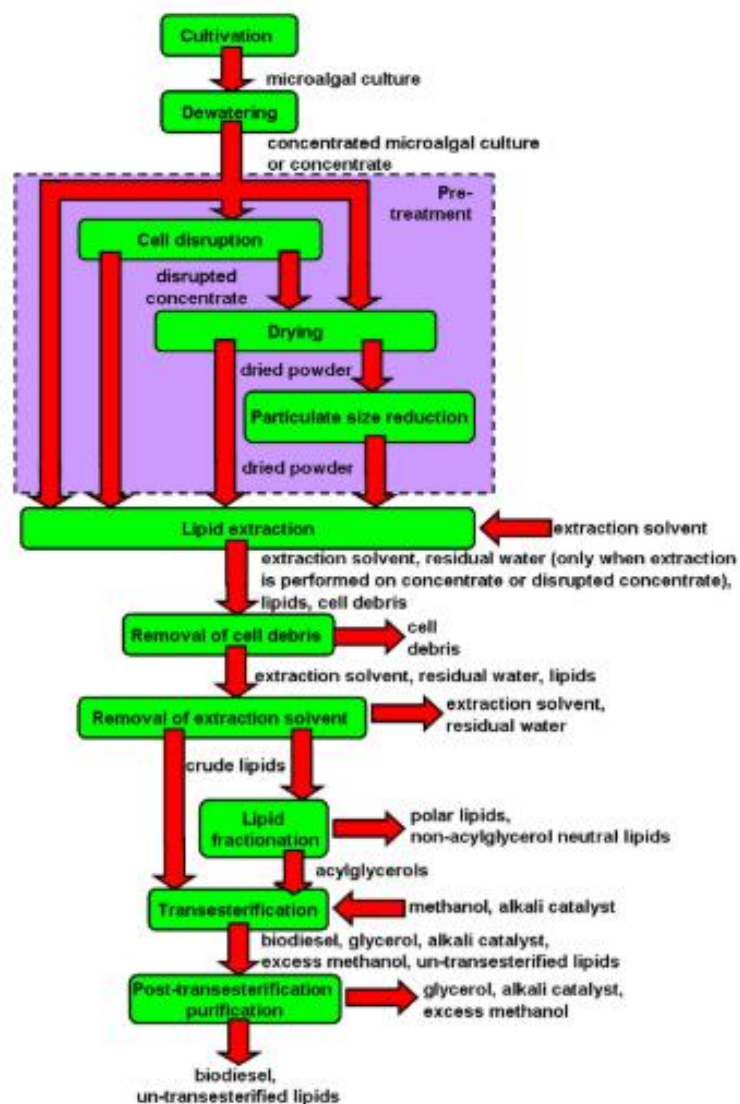 Cultivation
microalgal culture
Dewatering
concentrated microalgal culture
or concentrate
Pre-
treatment
Cell disruption
disrupted
concentrate
Drying
dried powder
Particulate size reduction
dried powder
Lipid extraction
extraction solvent
extraction solvent, residual water (only when extraction
is performed on concentrate or disrupted concentrate),
lipids, cell debris
Removal of cell debris
cell
debris
extraction solvent, residual water, lipids
Removal of extraction solvent
extraction solvent,
residual water
crude lipids
Lipid
fractionation
polar lipids,
non-acylglycerol neutral lipids
acylglycerols
Transesterification
methanol, alkali catalyst
biodiesel, glycerol, alkali catalyst,
excess methanol, un-transesterified lipids
Post-transesterification
purification
glycerol, alkali catalyst,
excess methanol
biodiesel,
un-transesterified lipids